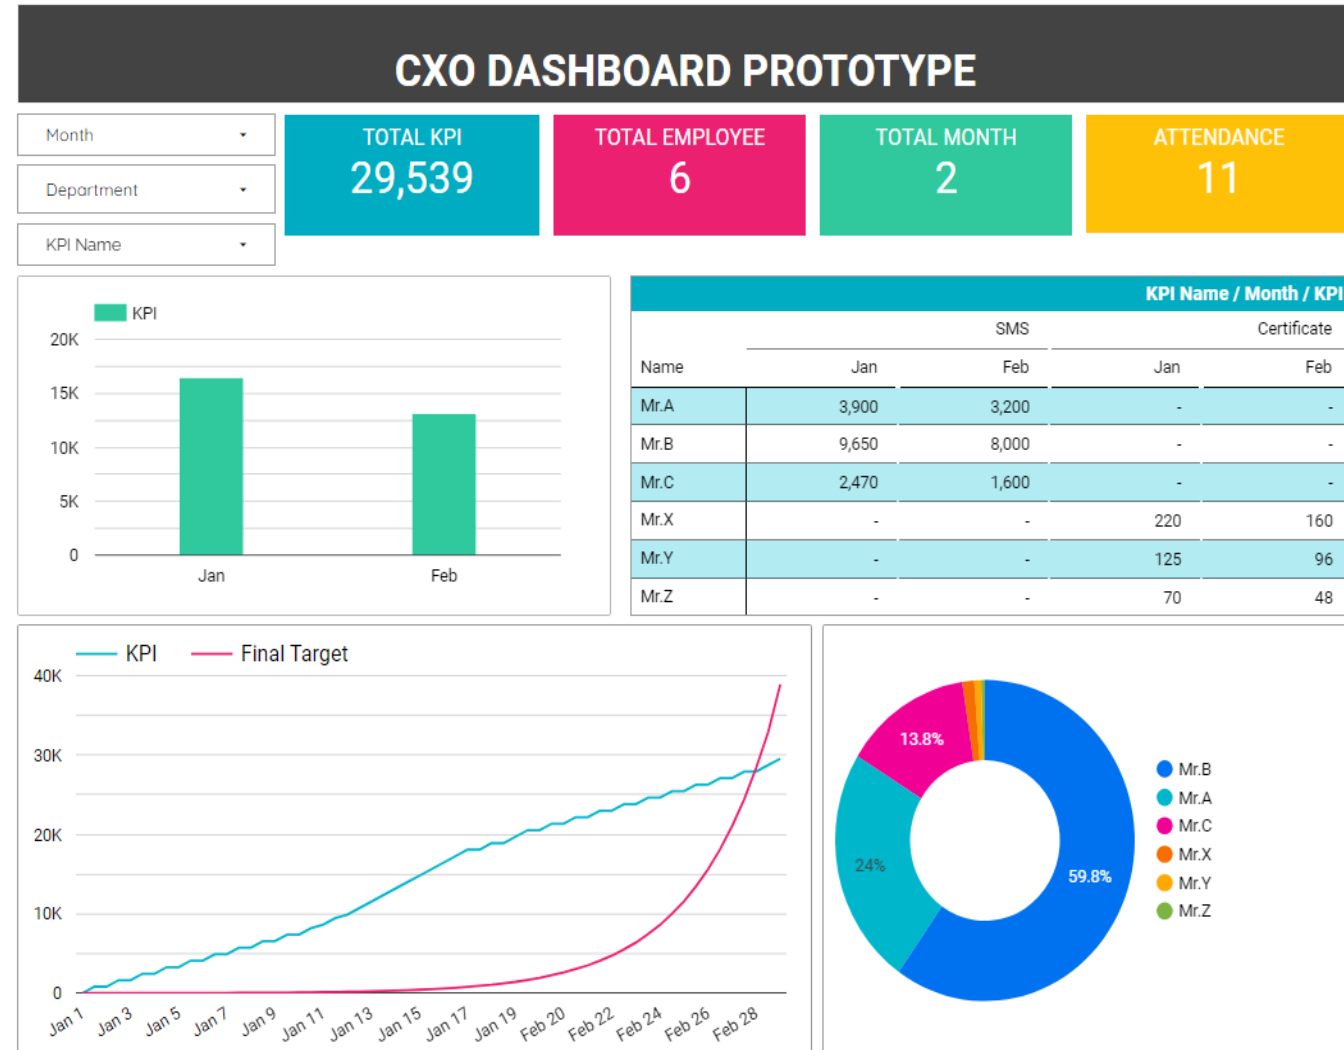 CXO DASHBOARD PROTOTYPE
Month
Department
KPI Name
TOTAL KPI
29,539
TOTAL EMPLOYEE
6
TOTAL MONTH
2
ATTENDANCE
11
KPI
20K
15K
10K
5K
0
Jan Feb
KPI Name / Month / KPI
SMS Certificate
Name Jan Feb Jan Feb
Mr.A 3,900 3,200 - -
Mr.B 9,650 8,000 - -
Mr.C 2,470 1,600 - -
Mr.X - - 220 160
Mr.Y - - 125 96
Mr.Z - - 70 48
KPI Final Target
40K
30K
20K
10K
0
Jan 1 Jan 3 Jan 5 Jan 7 Jan 9 Jan 11 Jan 13 Jan 15 Jan 17 Jan 19 Feb 20 Feb 22 Feb 24 Feb 26 Feb 28
13.8%
24%
59.8%
Mr.B
Mr.A
Mr.C
Mr.X
Mr.Y
Mr.Z